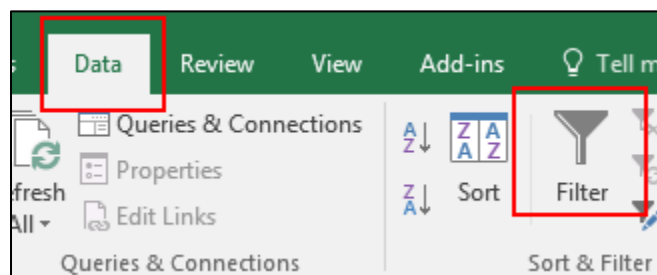 s Data Review View Add-ins Tell m
Queries & Connections
Properties
Edit Links
efresh
All
Queries & Connections
A
Z
Z
A
Z A
A Z
Sort
Filter
Sort & Filter